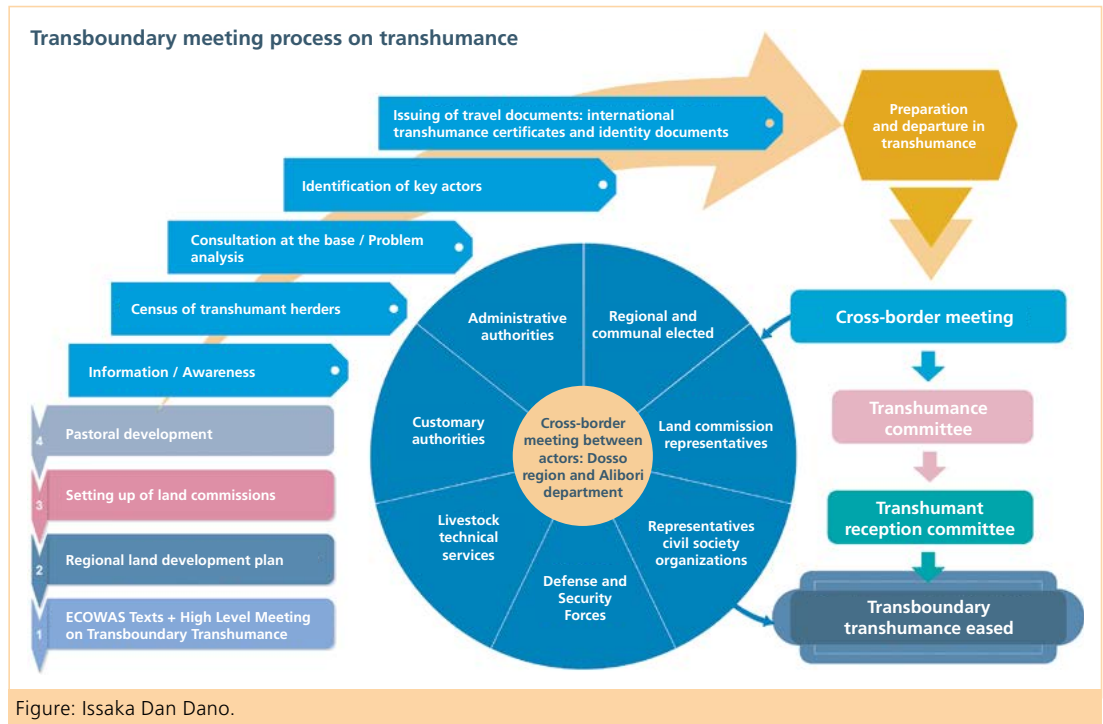 Transboundary meeting process on transhumance
Issuing of travel documents: international
transhumance certificates and identity documents
Identification of key actors
Consultation at the base / Problem
analysis
Census of transhumant herders
Information / Awareness
4
Pastoral development
3
Setting up of land commissions
2
Regional land development plan
1
ECOWAS Texts + High Level Meeting
on Transboundary Transhumance
Administrative
authorities
Regional and
communal elected
Customary
authorities
Land commission
representatives
Cross-border
meeting between
actors: Dosso
region and Alibori
department
Livestock
technical
services
Representatives
civil society
organizations
Defense and
Security
Forces
Preparation
and departure in
transhumance
Cross-border meeting
Transhumance
committee
Transhumant
reception committee
Transboundary
transhumance eased
Figure: Issaka Dan Dano.